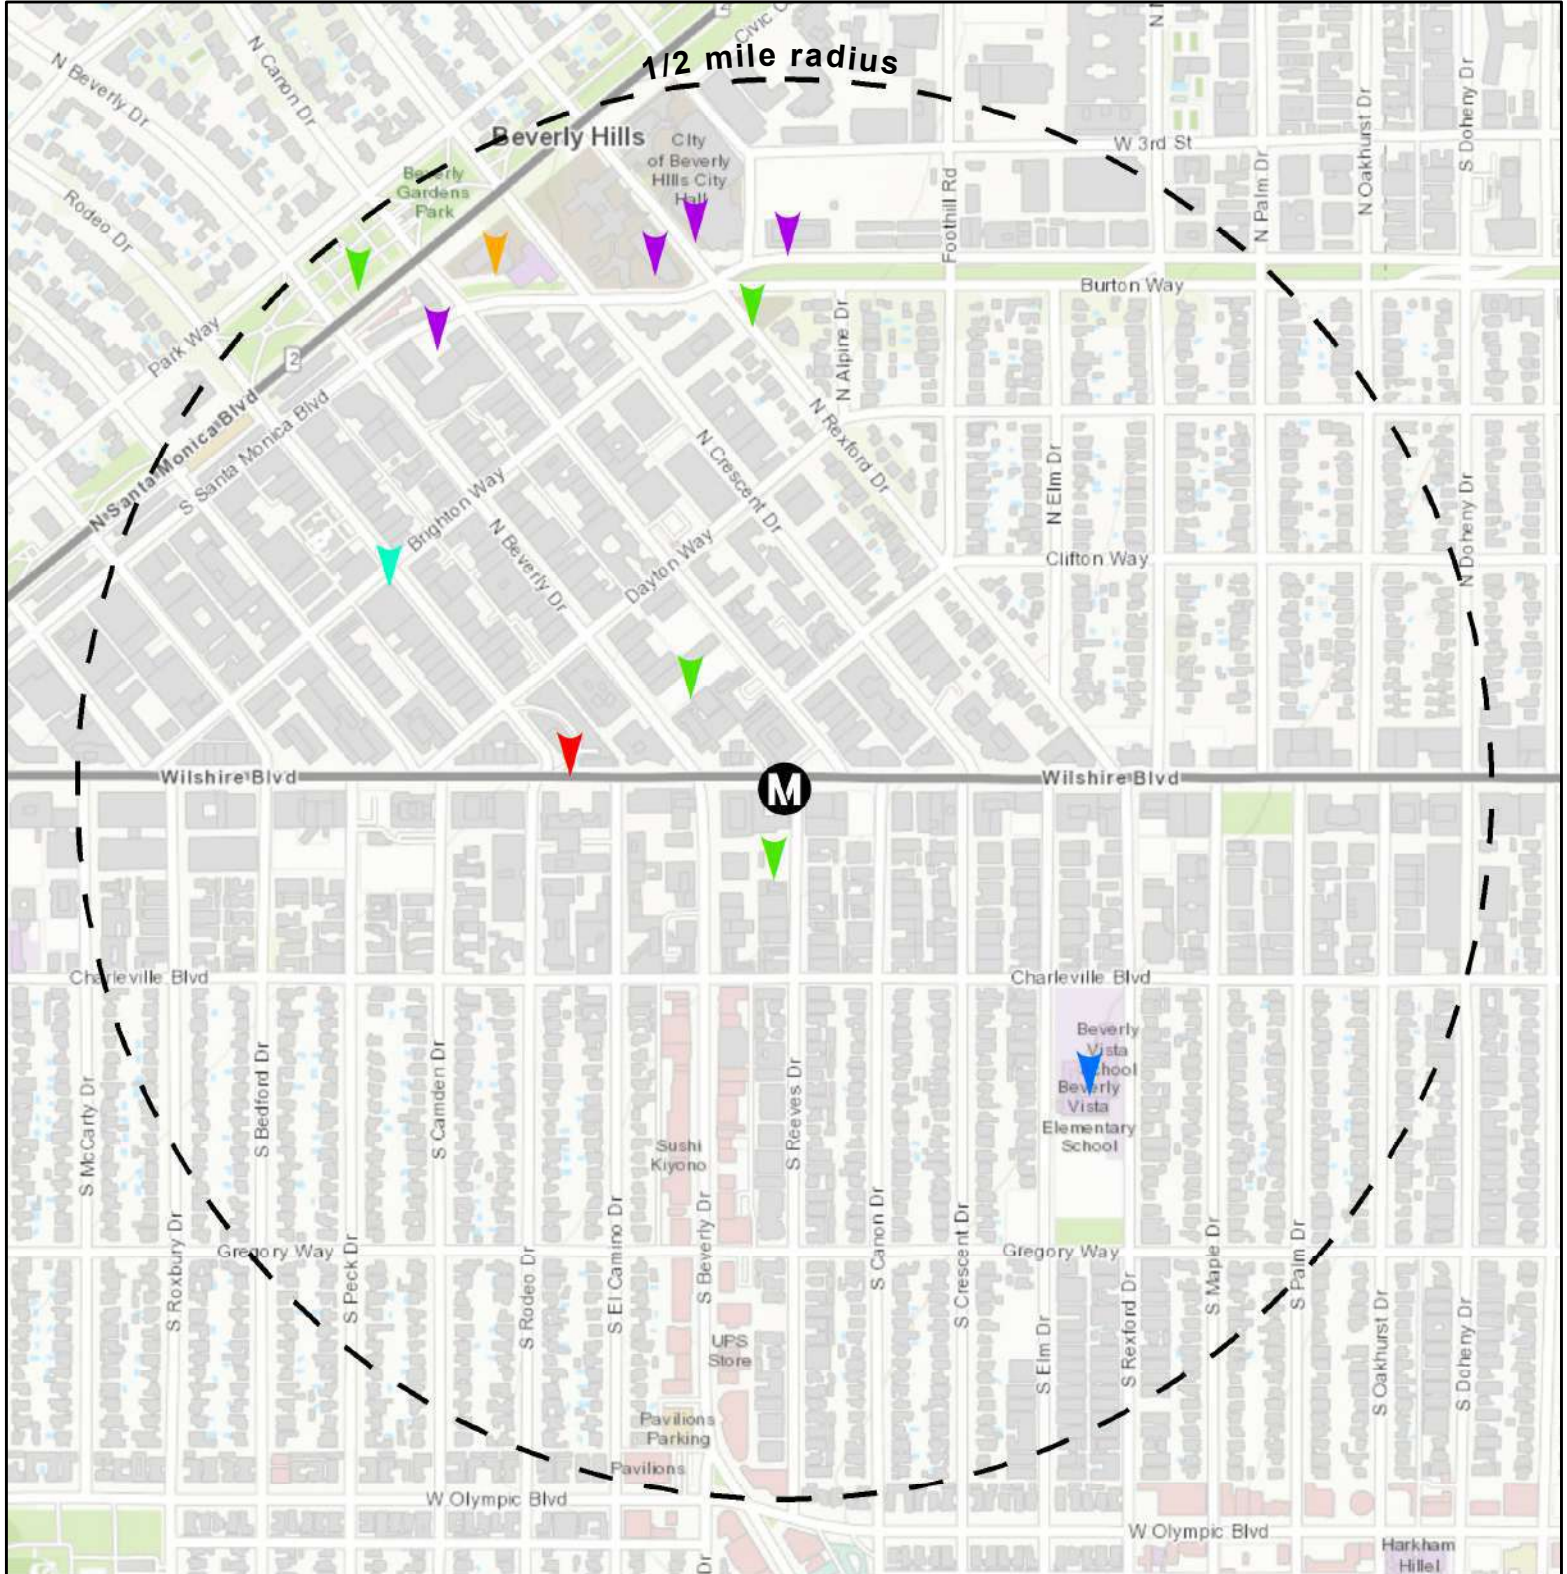 1/2 mile radius
Civic C
N Beverly Dr
N Canon Dr
Beverly Hills
CIty
of Beverly
HIlls City
Hall
W 3rd St
N Palm Dr
N Oakhurst Dr
S Doheny Dr
Beverly
Gardens
Park
Rodeo Dr
Foothill Rd
Burton Way
Park Way
2
N Alpine Dr
N Santa Monica Blvd
S Santa Monica Blvd
N Rexford Dr
N Crescent Dr
Brighton Way
N Beverly Dr
Dayton Way
N Elm Dr
N Doheny Dr
Clifton Way
Wilshire Blvd
M
Wilshire Blvd
Charleville Blvd
Charleville Blvd
Beverly
Vista
School
Beverly
Vista
Elementary
School
S McCarty Dr
S Bedford Dr
S Camden Dr
S Reeves Dr
Sushi
Kiyono
S Roxbury Dr
Gregory Way
S Peck Dr
S Rodeo Dr
S El Camino Dr
S Beverly Dr
S Canon Dr
S Crescent Dr
Gregory Way
S Elm Dr
S Rexford Dr
S Maple Dr
S Palm Dr
S Oakhurst Dr
S Doheny Dr
UPS
Store
Pavilions
Parking
Pavilions
W Olympic Blvd
W Olympic Blvd
Dr
Harkham
Hillel